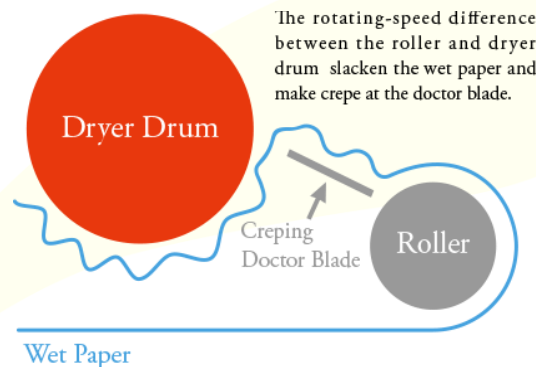 The rotating-speed difference
between the roller and dryer
drum slacken the wet paper and
make crepe at the doctor blade.
Dryer Drum
Creping
Doctor Blade
Roller
Wet Paper